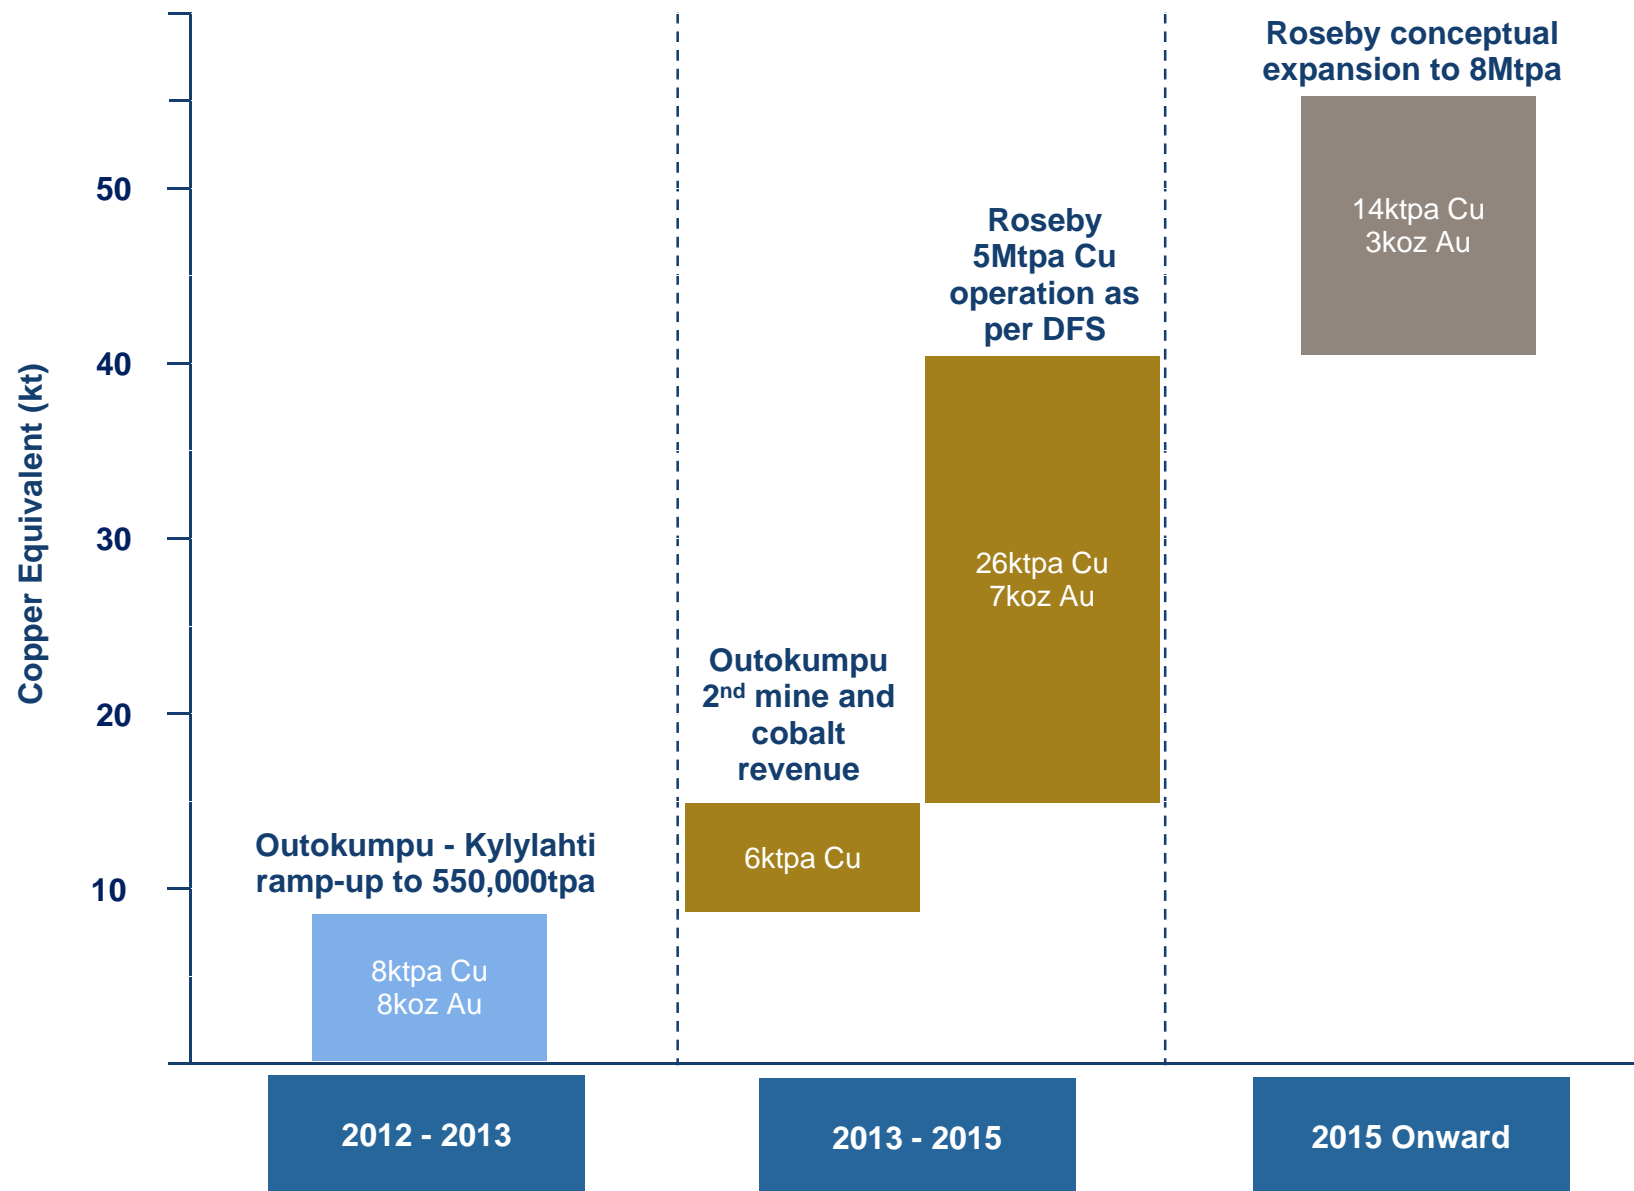 Roseby conceptual
expansion to 8Mtpa
14ktpa Cu
3koz Au
50
Roseby
5Mtpa Cu
operation as
per DFS
40
Copper Equivalent (kt)
30
26ktpa Cu
7koz Au
20
Outokumpu
2nd mine and
cobalt
revenue
6ktpa Cu
10
Outokumpu - Kylylahti
ramp-up to 550,000tpa
8ktpa Cu
8koz Au
2012 - 2013
2013 - 2015
2015 Onward